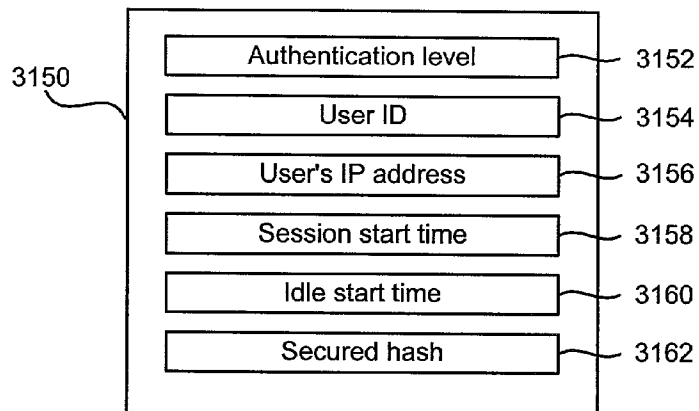 Authentication level 3152
3150
User ID 3154
User's IP address 3156
Session start time 3158
Idle start time 3160
Secured hash 3162